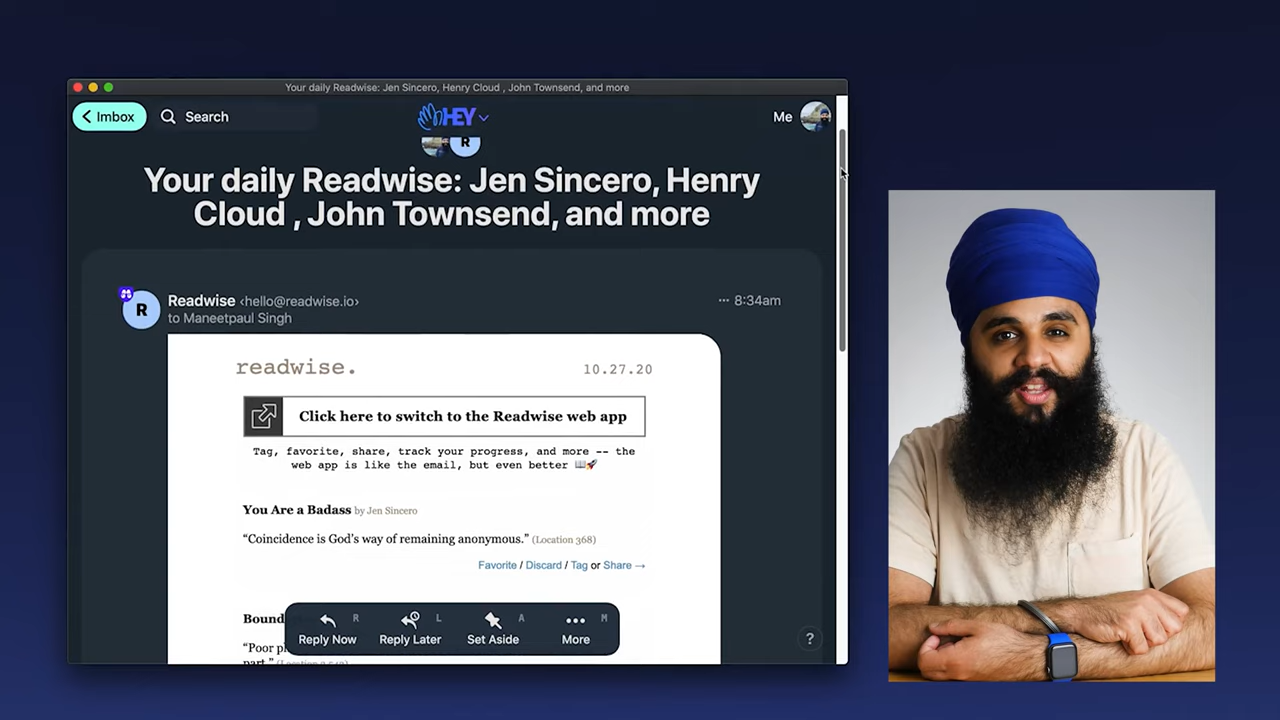 Your daily Readwise: Jen Sincero, Henry Cloud , John Townsend, and more
Imbox
Search
HEY
Me
R
Your daily Readwise: Jen Sincero, Henry
Cloud , John Townsend, and more
R
Readwise <hello@readwise.io>
··· 8:34am
to Maneetpaul Singh
readwise.
10.27.20
Click here to switch to the Readwise web app
Tag, favorite, share, track your progress, and more -- the
web app is like the email, but even better 📖🚀
You Are a Badass by Jen Sincero
“Coincidence is God’s way of remaining anonymous.” (Location 368)
Favorite / Discard / Tag or Share →
Bound
R
L
A
M
Reply Now
Reply Later
Set Aside
More
?
“Poor
part.”